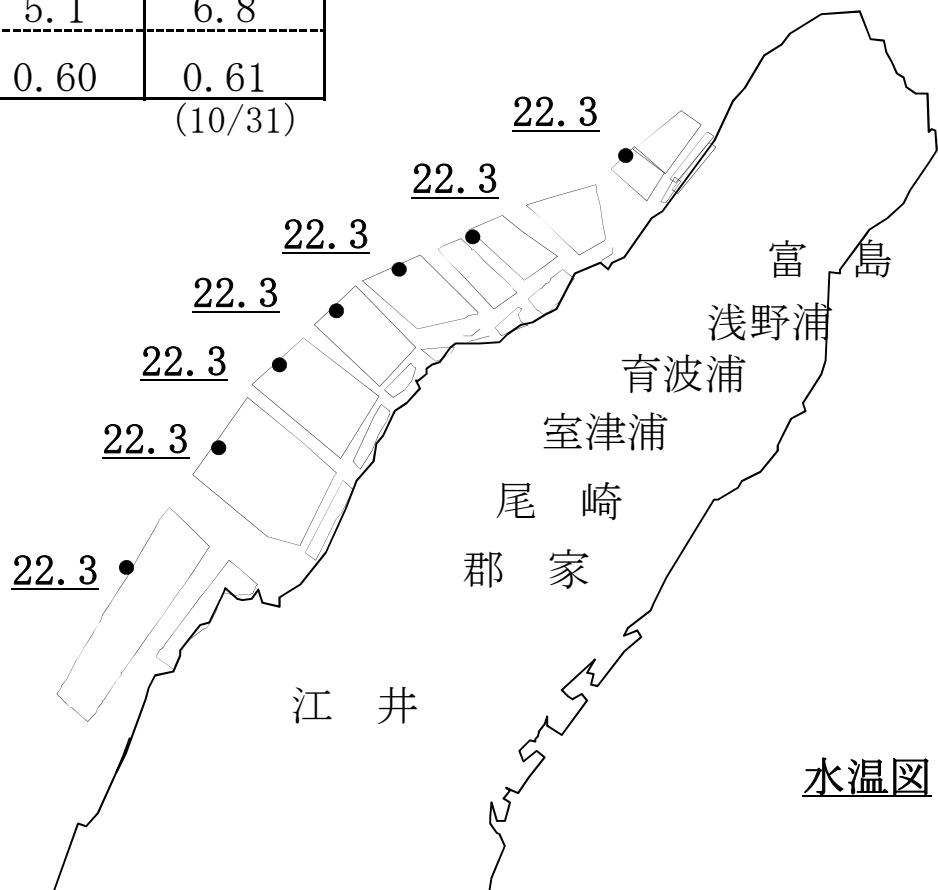 5.1 6.8
0.60 0.61
(10/31)
22.3
22.3
22.3
富 島
22.3
浅野浦
22.3
育波浦
22.3
室津浦
尾 崎
22.3
郡 家
江 井
水温図